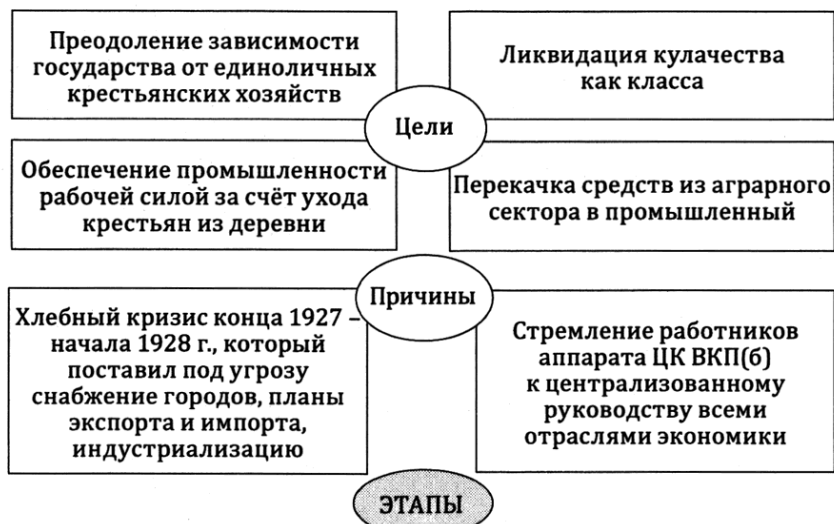 Преодоление зависимости
государства от единоличных
крестьянских хозяйств
Ликвидация кулачества
как класса
Цели
Обеспечение промышленности
рабочей силой за счёт ухода
крестьян из деревни
Перекачка средств из аграрного
сектора в промышленный
Причины
Хлебный кризис конца 1927 –
начала 1928 г., который
поставил под угрозу
снабжение городов, планы
экспорта и импорта,
индустриализацию
Стремление работников
аппарата ЦК ВКП(б)
к централизованному
руководству всеми
отраслями экономики
ЭТАПЫ